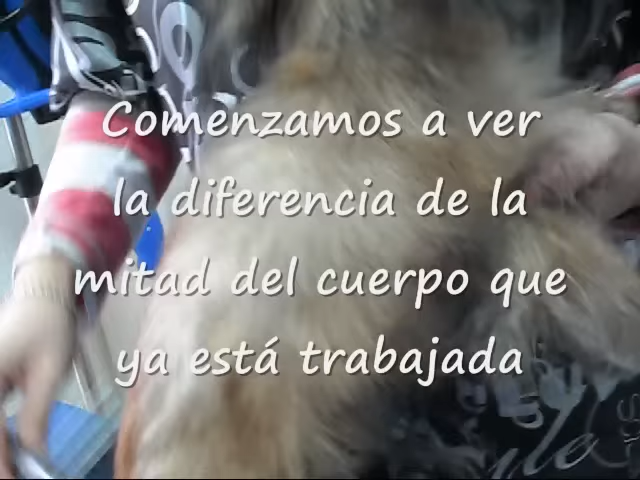 Comenzamos a ver
la diferencia de la
mitad del cuerpo que
ya está trabajada